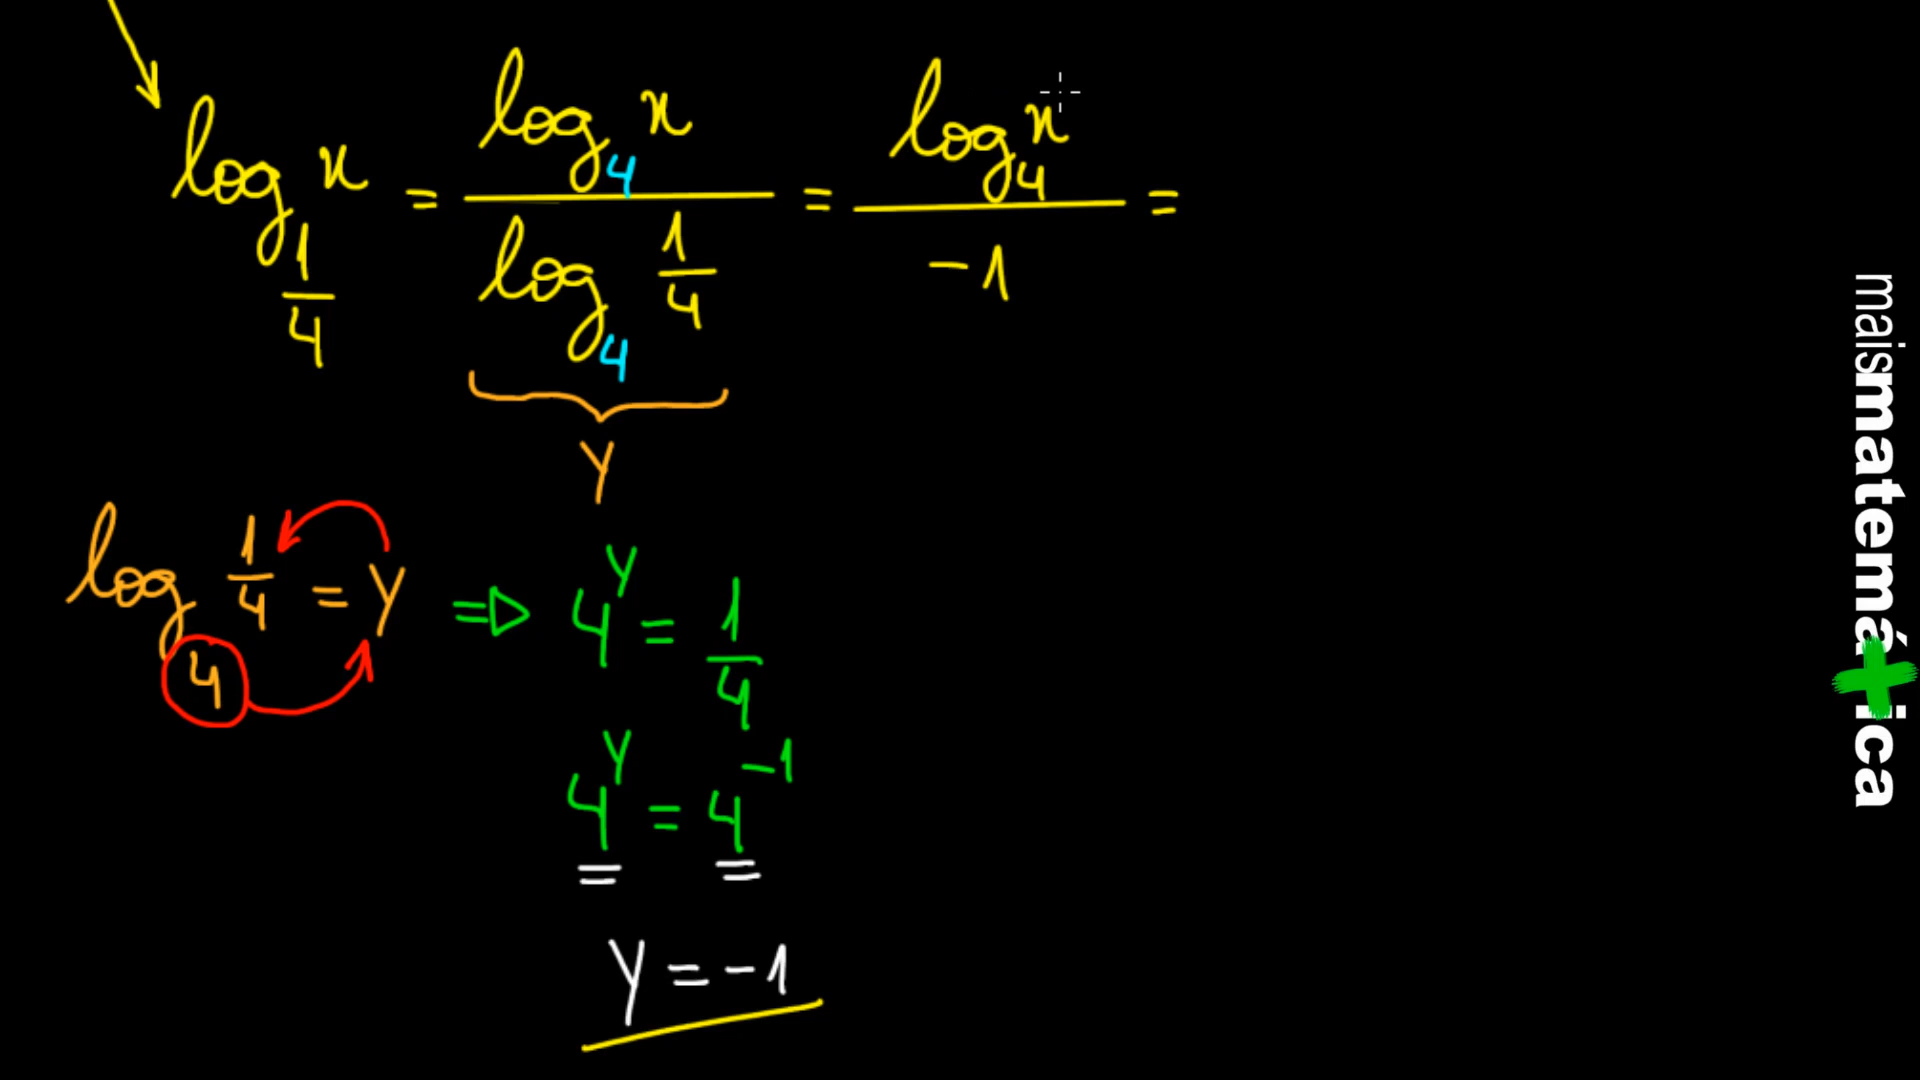 log_{1/4} x = log_4 x / log_4 1/4 = log_4 x / -1 =
y
log_4 1/4 = y ⇒ 4^y = 1/4
4^y = 4^{-1}
y = -1
maismatemática